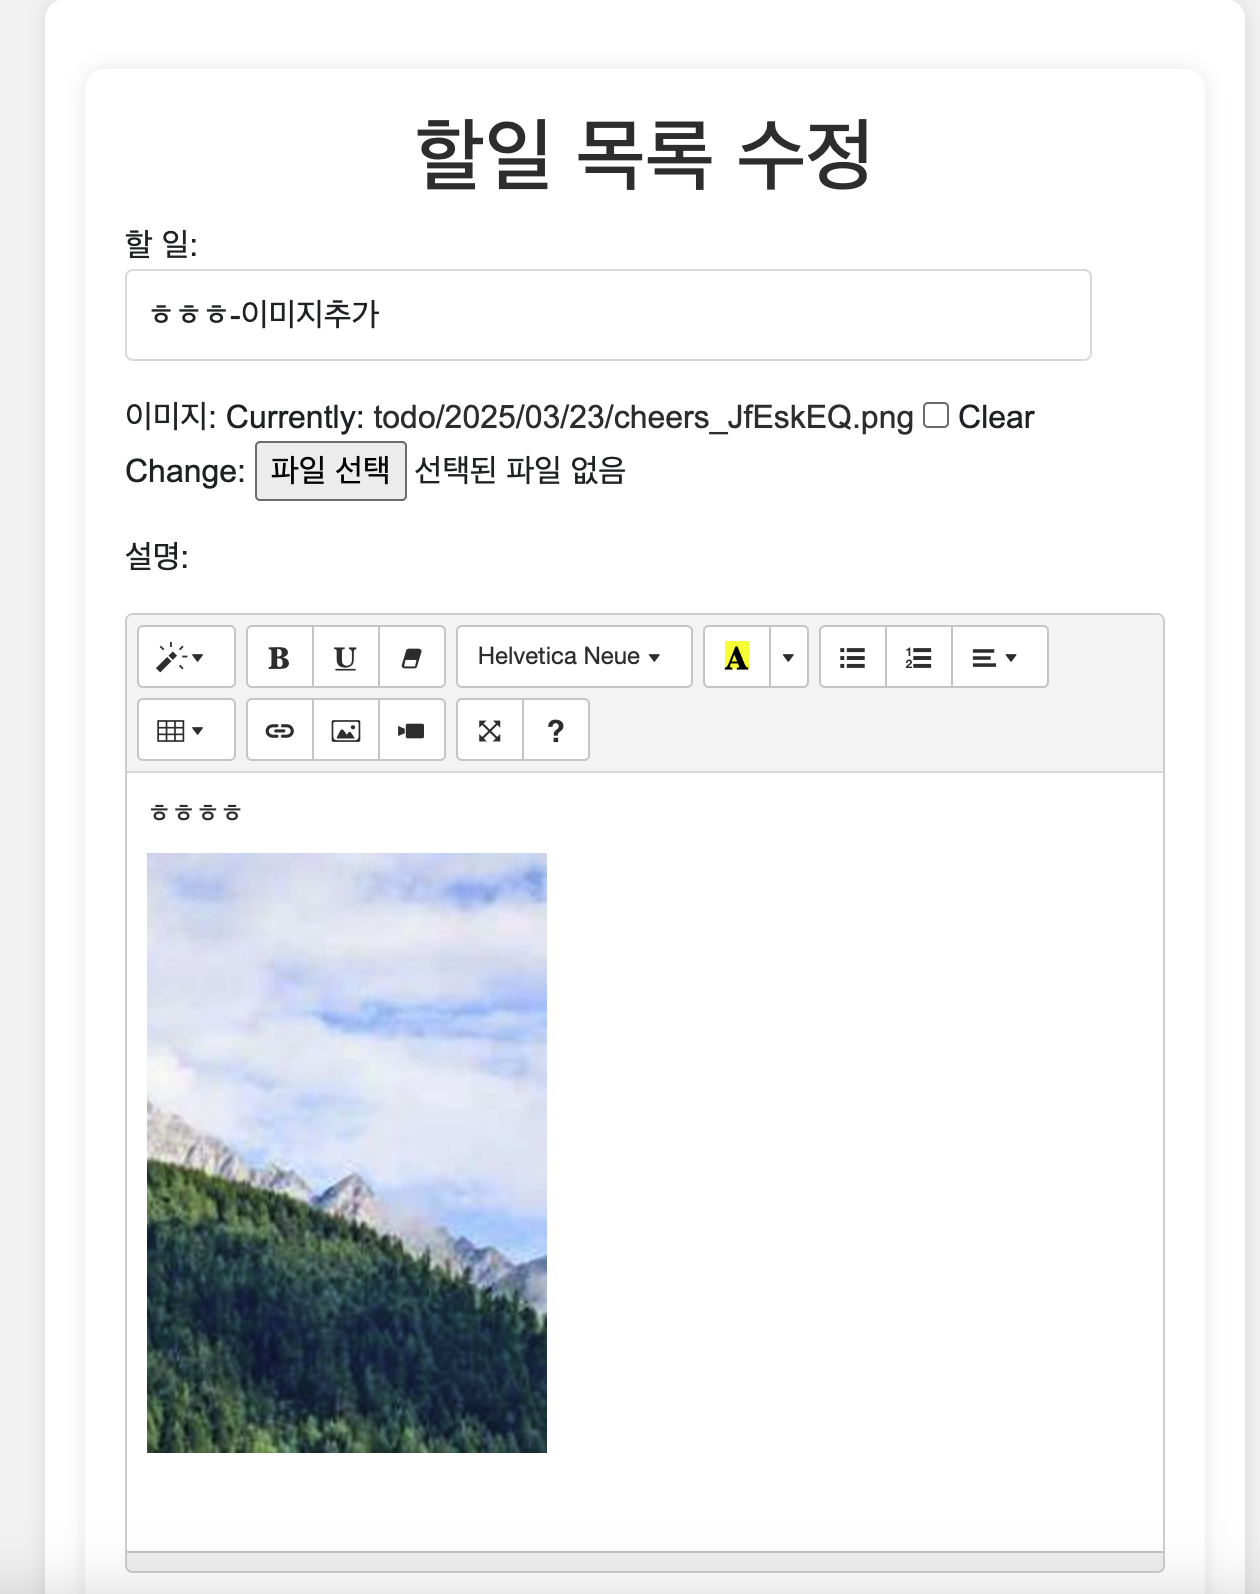 할일 목록 수정
할 일:
ㅎㅎㅎ-이미지추가
이미지: Currently: todo/2025/03/23/cheers_JfEskEQ.png Clear
Change: 파일 선택 선택된 파일 없음
설명:
B U Helvetica Neue A
?
ㅎㅎㅎㅎ